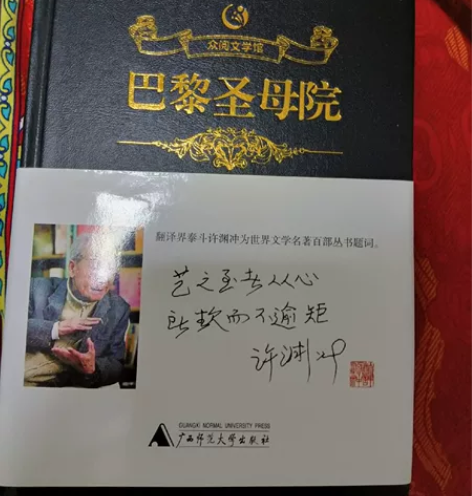 众阅文学馆
巴黎圣母院
翻译界泰斗许渊冲为世界文学名著百部丛书题词。
艺之至者从心
所欲而不逾矩
许渊冲
GUANGXI NORMAL UNIVERSITY PRESS
广西师范大学出版社